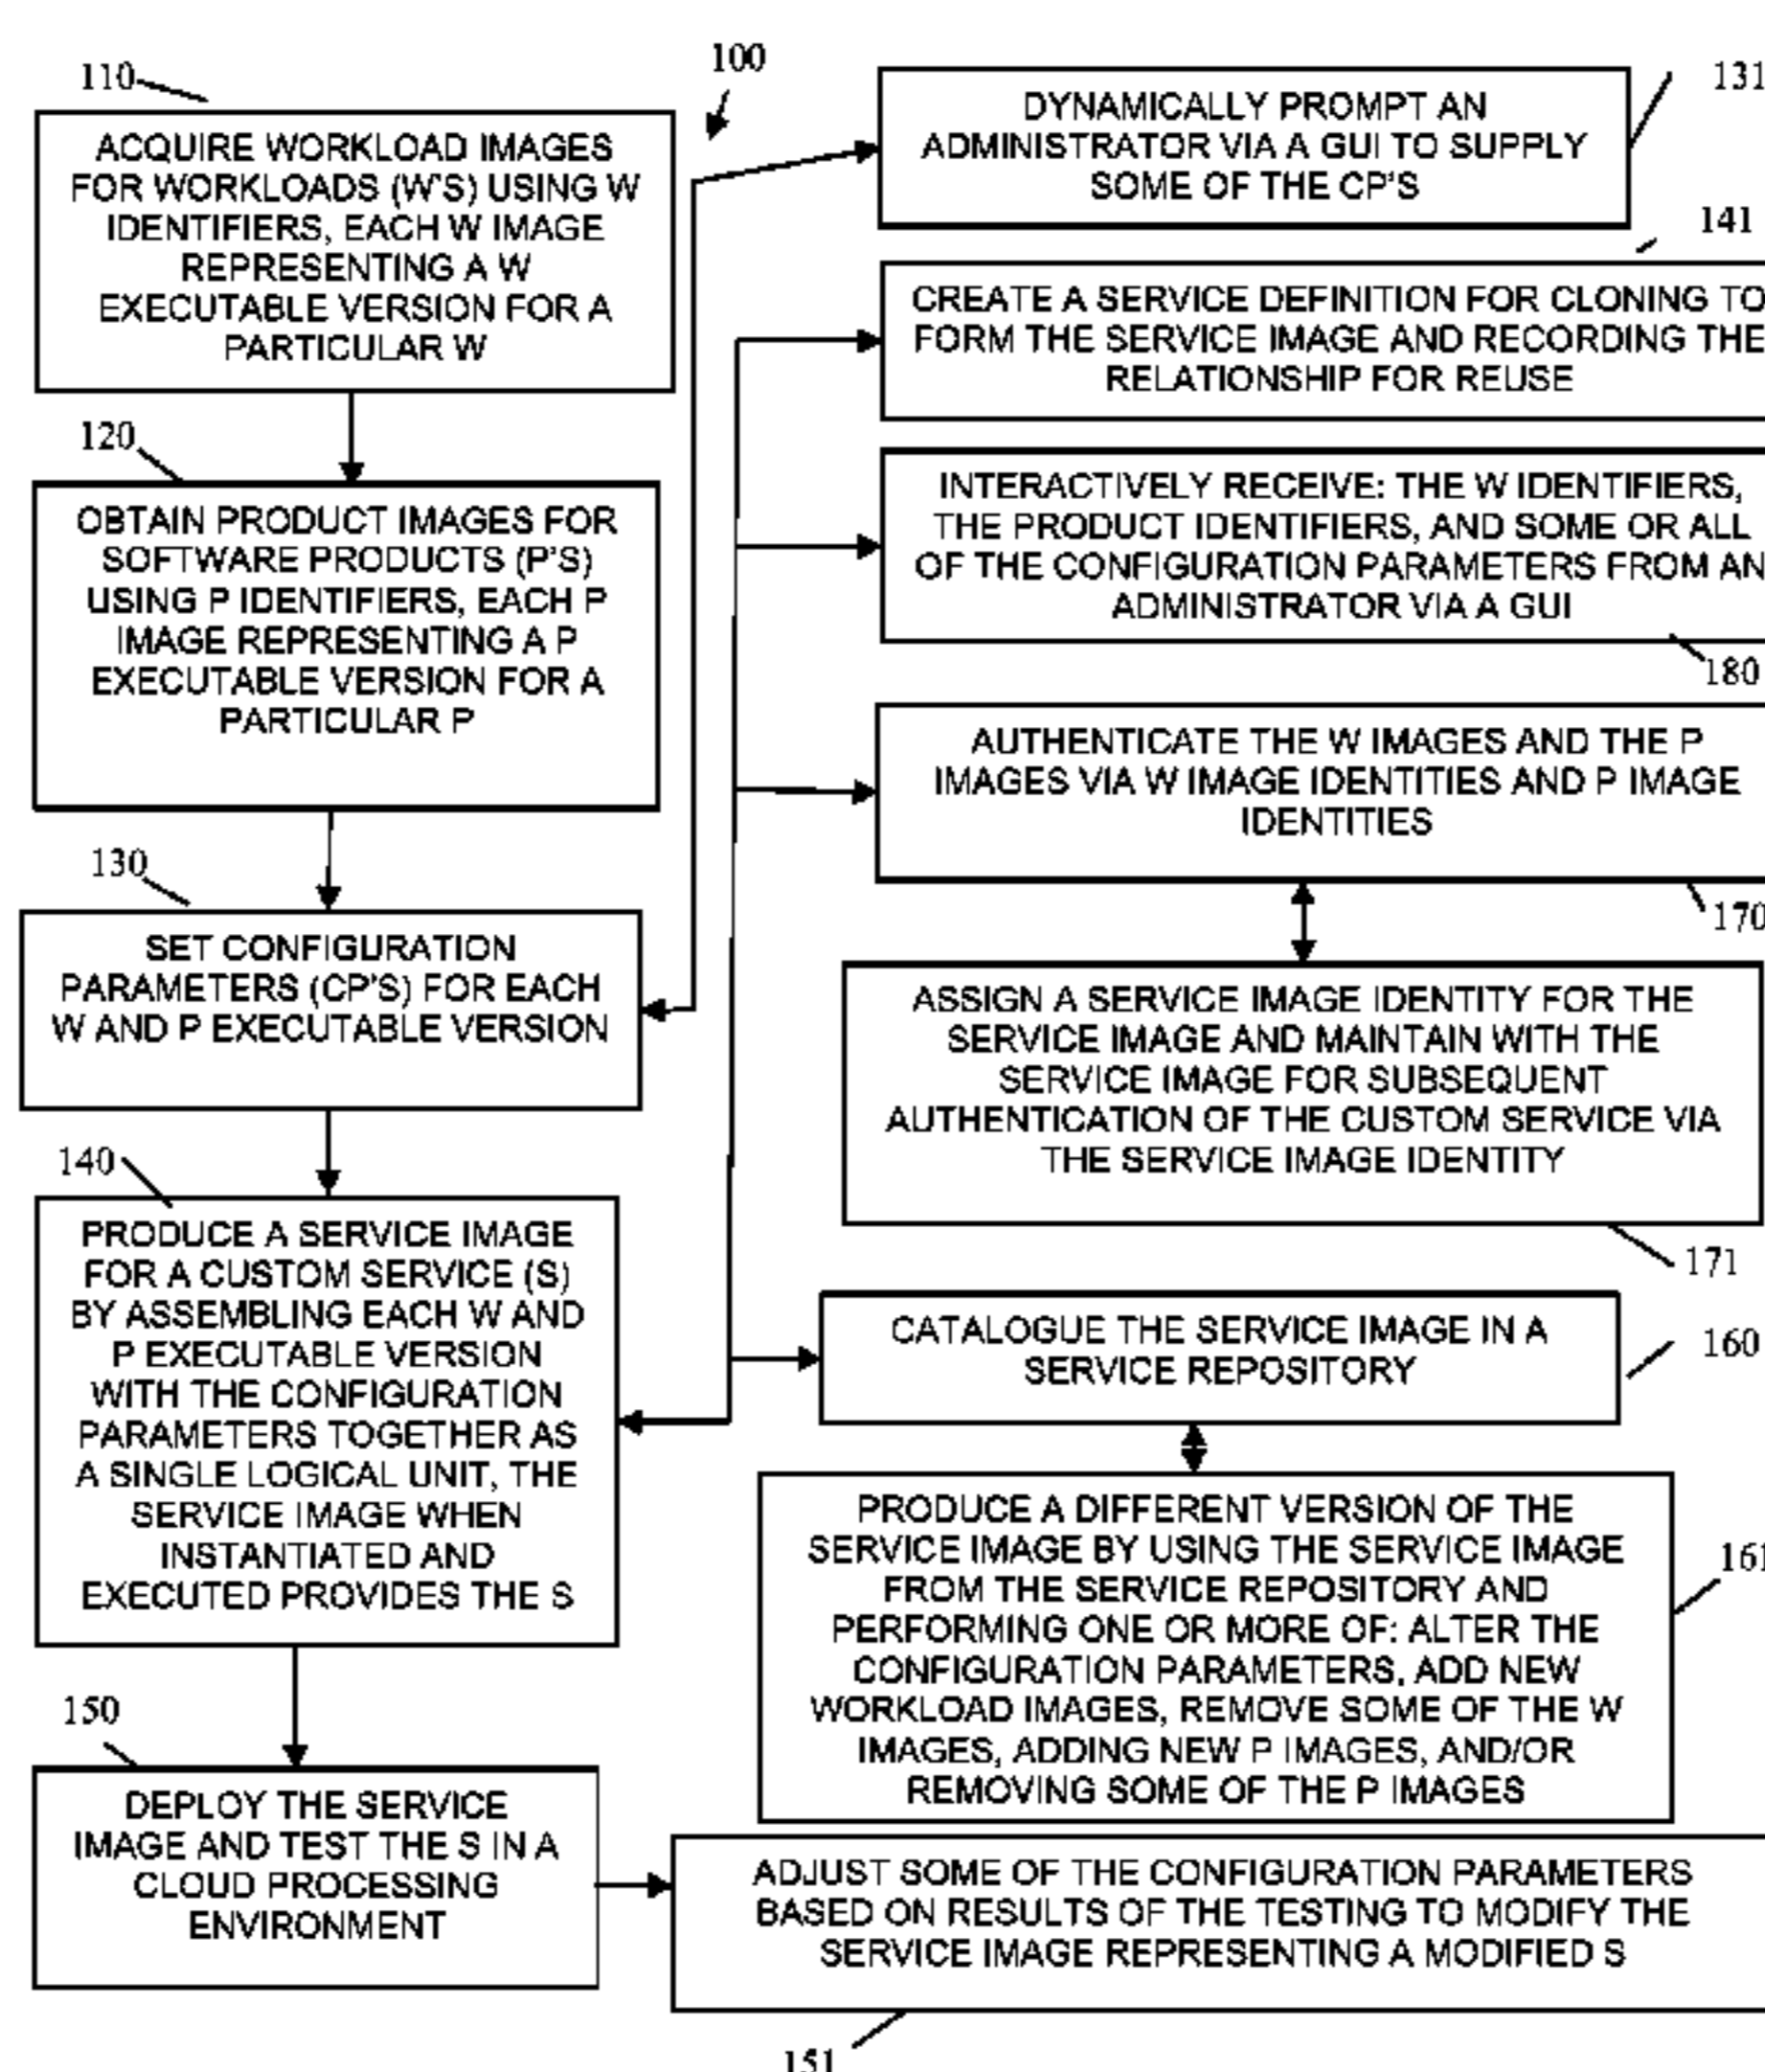 100
110
ACQUIRE WORKLOAD IMAGES
FOR WORKLOADS (W'S) USING W
IDENTIFIERS, EACH W IMAGE
REPRESENTING A W
EXECUTABLE VERSION FOR A
PARTICULAR W
120
OBTAIN PRODUCT IMAGES FOR
SOFTWARE PRODUCTS (P'S)
USING P IDENTIFIERS, EACH P
IMAGE REPRESENTING A P
EXECUTABLE VERSION FOR A
PARTICULAR P
130
SET CONFIGURATION
PARAMETERS (CP'S) FOR EACH
W AND P EXECUTABLE VERSION
140
PRODUCE A SERVICE IMAGE
FOR A CUSTOM SERVICE (S)
BY ASSEMBLING EACH W AND
P EXECUTABLE VERSION
WITH THE CONFIGURATION
PARAMETERS TOGETHER AS
A SINGLE LOGICAL UNIT, THE
SERVICE IMAGE WHEN
INSTANTIATED AND
EXECUTED PROVIDES THE S
150
DEPLOY THE SERVICE
IMAGE AND TEST THE S IN A
CLOUD PROCESSING
ENVIRONMENT
131
DYNAMICALLY PROMPT AN
ADMINISTRATOR VIA A GUI TO SUPPLY
SOME OF THE CP'S
141
CREATE A SERVICE DEFINITION FOR CLONING TO
FORM THE SERVICE IMAGE AND RECORDING THE
RELATIONSHIP FOR REUSE
INTERACTIVELY RECEIVE: THE W IDENTIFIERS,
THE PRODUCT IDENTIFIERS, AND SOME OR ALL
OF THE CONFIGURATION PARAMETERS FROM AN
ADMINISTRATOR VIA A GUI
180
AUTHENTICATE THE W IMAGES AND THE P
IMAGES VIA W IMAGE IDENTITIES AND P IMAGE
IDENTITIES
170
ASSIGN A SERVICE IMAGE IDENTITY FOR THE
SERVICE IMAGE AND MAINTAIN WITH THE
SERVICE IMAGE FOR SUBSEQUENT
AUTHENTICATION OF THE CUSTOM SERVICE VIA
THE SERVICE IMAGE IDENTITY
171
CATALOGUE THE SERVICE IMAGE IN A
SERVICE REPOSITORY
160
PRODUCE A DIFFERENT VERSION OF THE
SERVICE IMAGE BY USING THE SERVICE IMAGE
FROM THE SERVICE REPOSITORY AND
PERFORMING ONE OR MORE OF: ALTER THE
CONFIGURATION PARAMETERS, ADD NEW
WORKLOAD IMAGES, REMOVE SOME OF THE W
IMAGES, ADDING NEW P IMAGES, AND/OR
REMOVING SOME OF THE P IMAGES
161
ADJUST SOME OF THE CONFIGURATION PARAMETERS
BASED ON RESULTS OF THE TESTING TO MODIFY THE
SERVICE IMAGE REPRESENTING A MODIFIED S
151